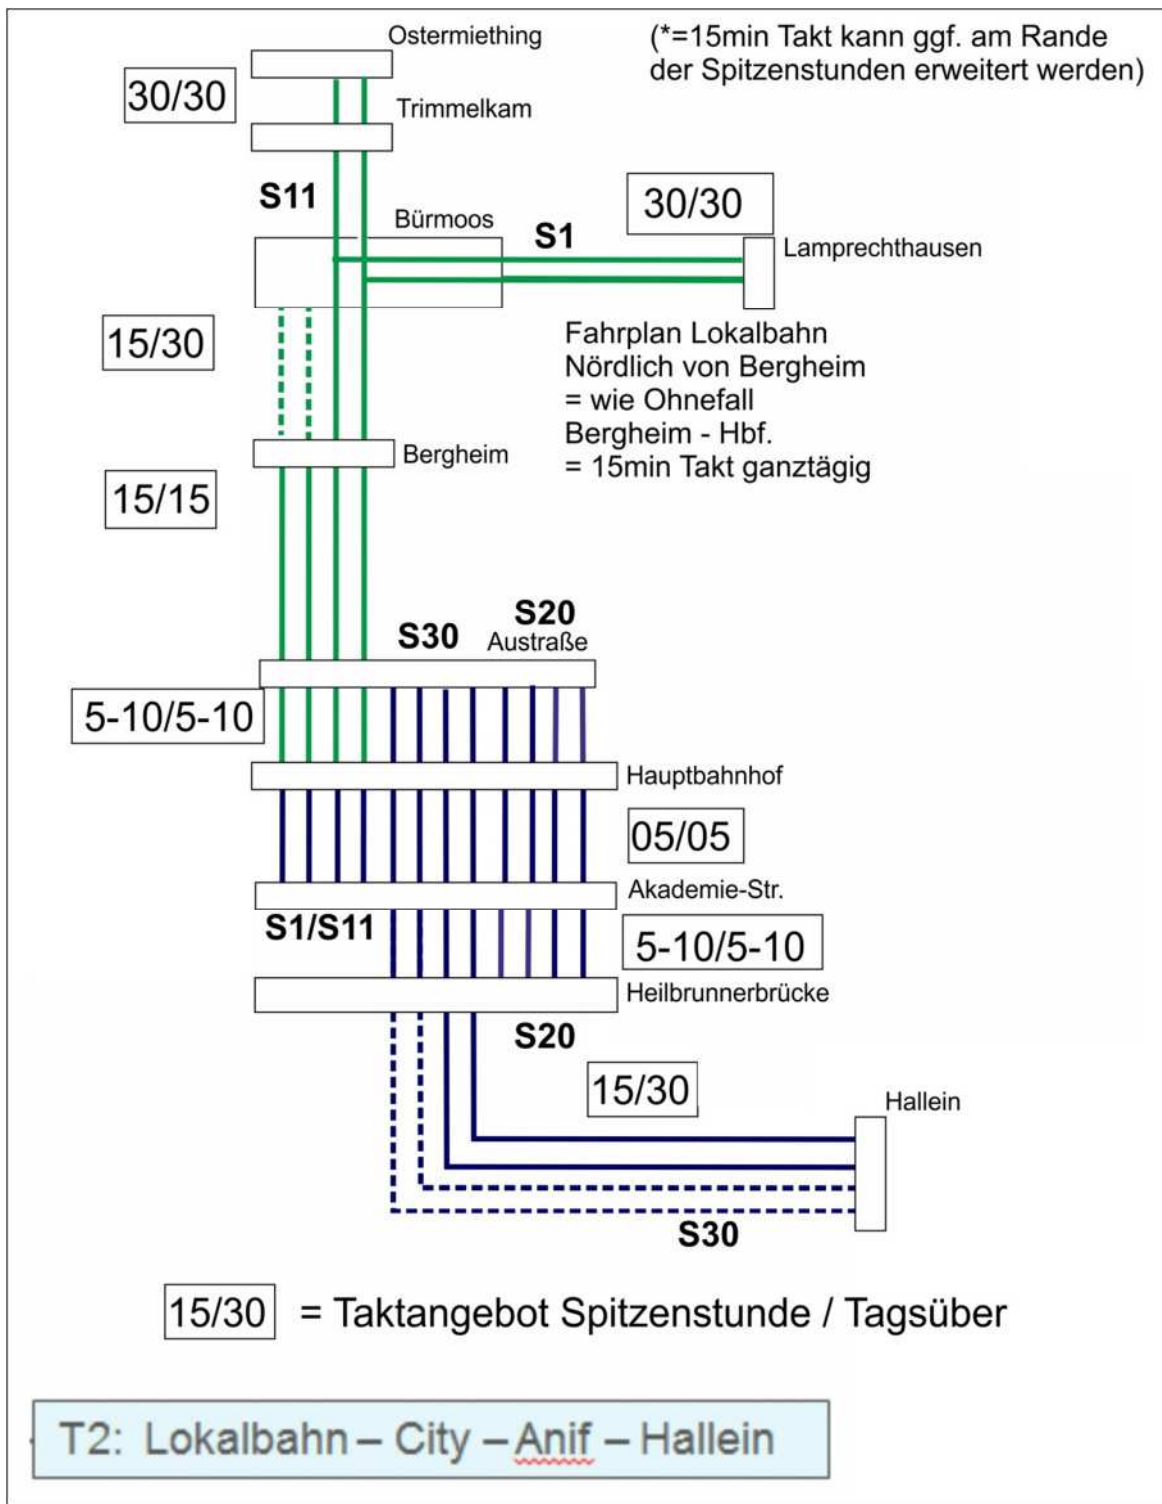 Ostermiething
(*=15min Takt kann ggf. am Rande
der Spitzenstunden erweitert werden)
30/30
Trimmelkam
S11
30/30
Bürmoos
S1
Lamprechthausen
15/30
Fahrplan Lokalbahn
Nördlich von Bergheim
= wie Ohnefall
Bergheim - Hbf.
= 15min Takt ganztägig
Bergheim
15/15
S20
S30
Austraße
5-10/5-10
Hauptbahnhof
05/05
Akademie-Str.
S1/S11
5-10/5-10
Heilbrunnerbrücke
S20
15/30
Hallein
S30
15/30 = Taktangebot Spitzenstunde / Tagsüber
T2: Lokalbahn – City – Anif – Hallein